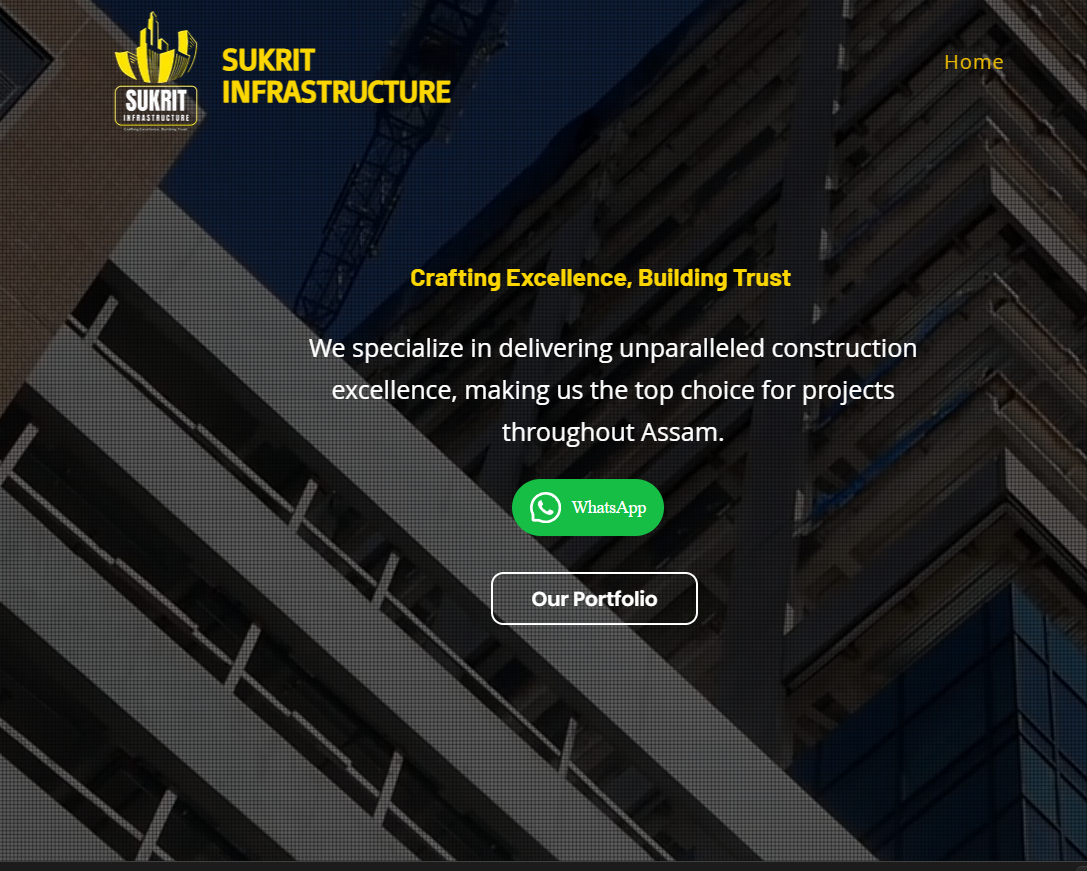 SUKRIT
INFRASTRUCTURE
SUKRIT
INFRASTRUCTURE
Crafting Excellence, Building Trust
Home
Crafting Excellence, Building Trust
We specialize in delivering unparalleled construction
excellence, making us the top choice for projects
throughout Assam.
WhatsApp
Our Portfolio